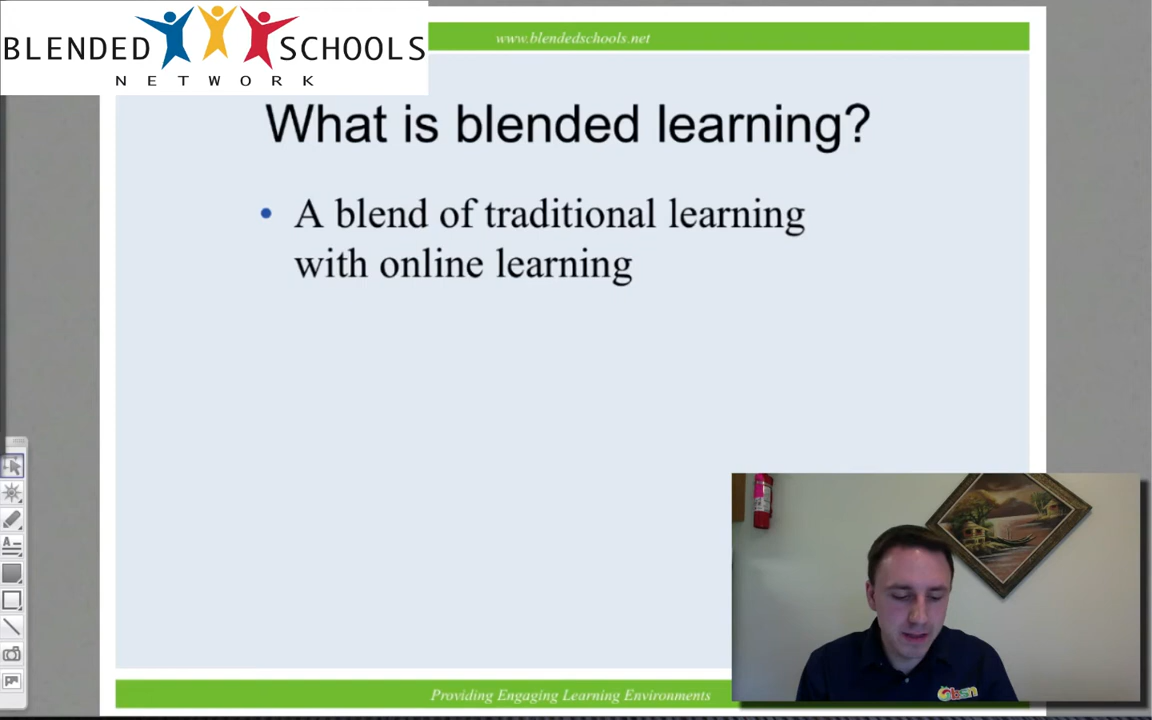 BLENDED SCHOOLS
NETWORK
www.blendedschools.net
What is blended learning?
• A blend of traditional learning
with online learning
Providing Engaging Learning Environments
bsn